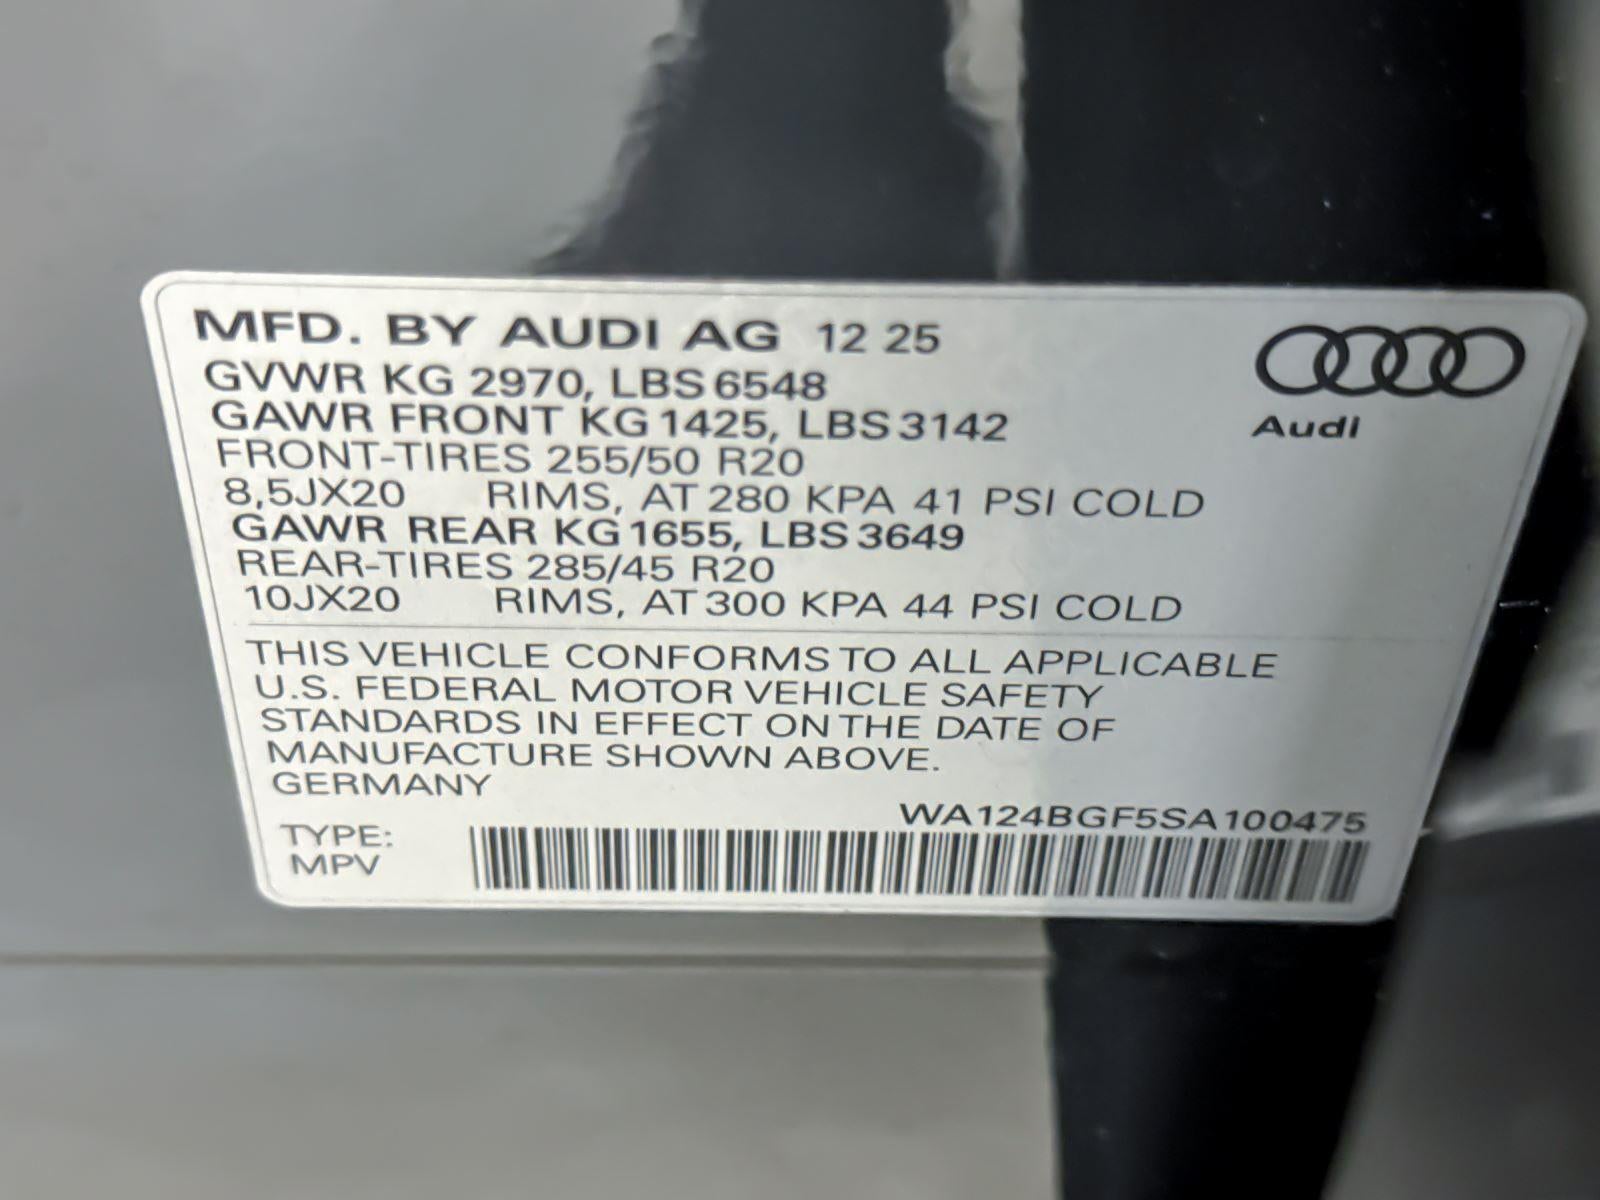 MFD. BY AUDI AG 12 25
GVWR KG 2970, LBS 6548
GAWR FRONT KG 1425, LBS 3142
FRONT-TIRES 255/50 R20
8,5JX20 RIMS, AT 280 KPA 41 PSI COLD
GAWR REAR KG 1655, LBS 3649
REAR-TIRES 285/45 R20
10JX20 RIMS, AT 300 KPA 44 PSI COLD
Audi
THIS VEHICLE CONFORMS TO ALL APPLICABLE
U.S. FEDERAL MOTOR VEHICLE SAFETY
STANDARDS IN EFFECT ON THE DATE OF
MANUFACTURE SHOWN ABOVE.
GERMANY
WA124BGF5SA100475
TYPE:
MPV